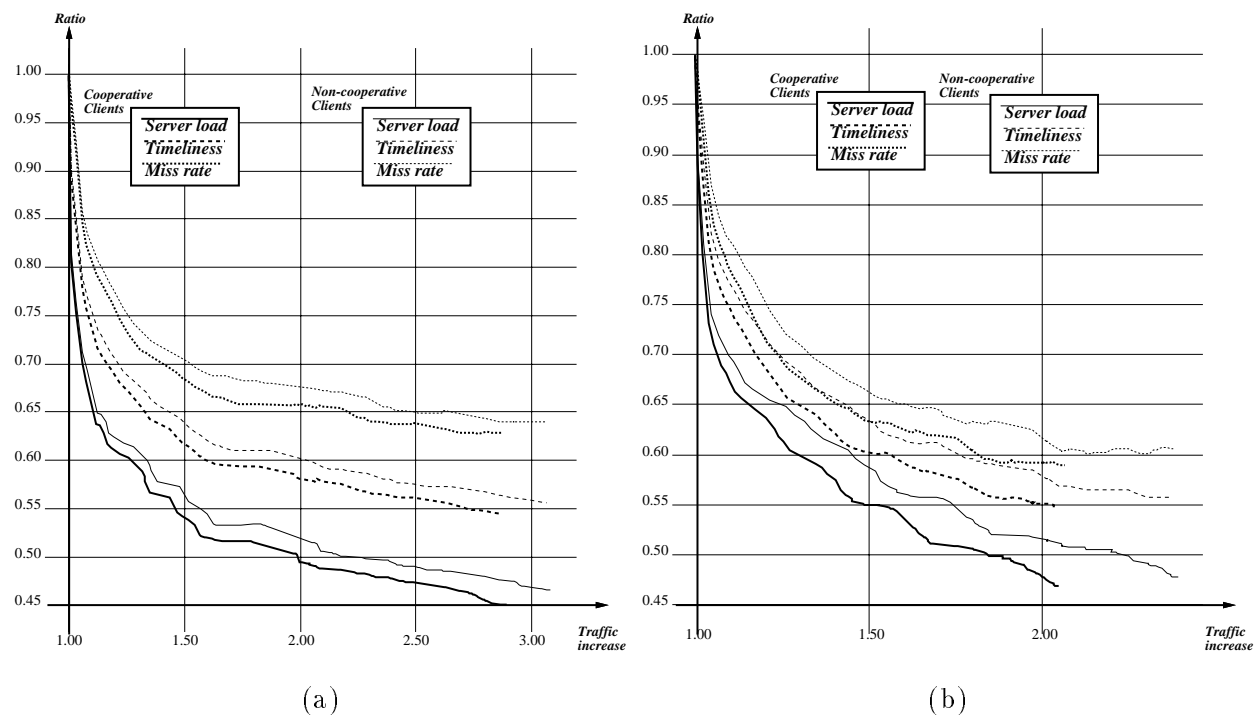 Ratio
1.00
0.95
0.90
0.85
0.80
0.75
0.70
0.65
0.60
0.55
0.50
0.45
Cooperative
Clients
Server load
Timeliness
Miss rate
Non-cooperative
Clients
Server load
Timeliness
Miss rate
1.00
1.50
2.00
2.50
3.00
Traffic
increase
(a)
Ratio
1.00
0.95
0.90
0.85
0.80
0.75
0.70
0.65
0.60
0.55
0.50
0.45
Cooperative
Clients
Server load
Timeliness
Miss rate
Non-cooperative
Clients
Server load
Timeliness
Miss rate
1.00
1.50
2.00
Traffic
increase
(b)